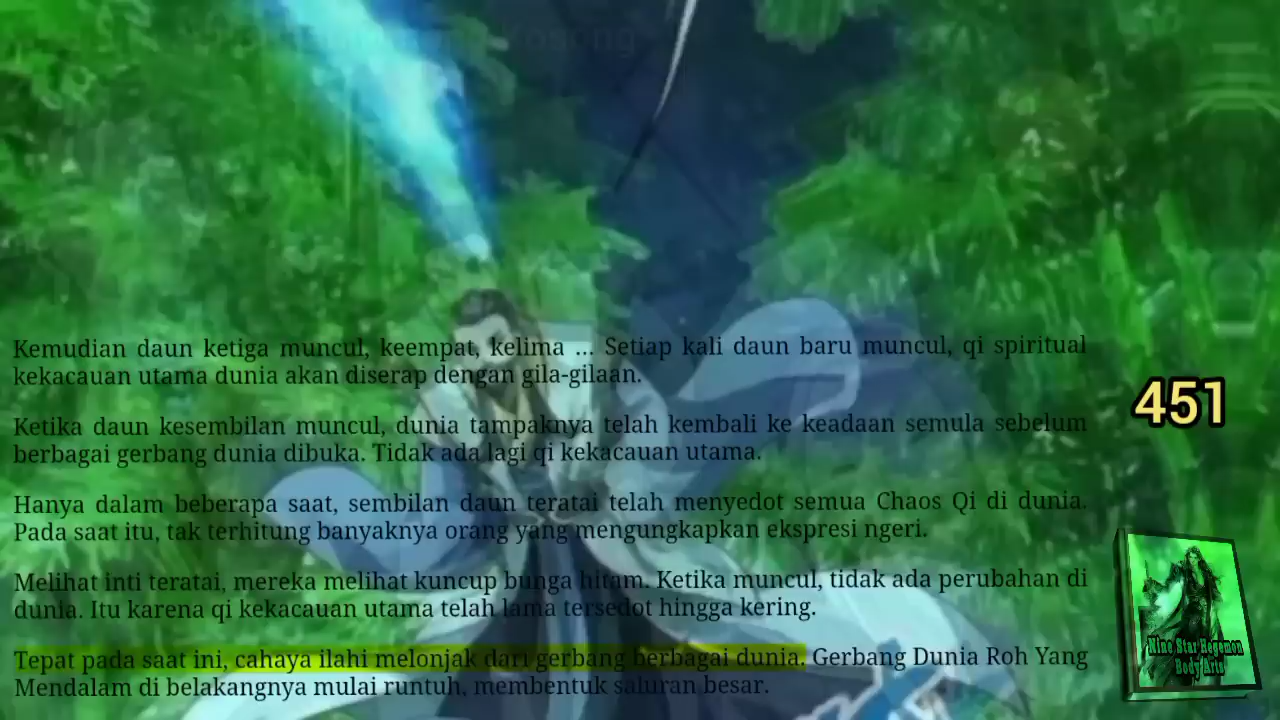 Kemudian daun ketiga muncul, keempat, kelima ... Setiap kali daun baru muncul, qi spiritual
kekacauan utama dunia akan diserap dengan gila-gilaan.
Ketika daun kesembilan muncul, dunia tampaknya telah kembali ke keadaan semula sebelum
berbagai gerbang dunia dibuka. Tidak ada lagi qi kekacauan utama.
Hanya dalam beberapa saat, sembilan daun teratai telah menyedot semua Chaos Qi di dunia.
Pada saat itu, tak terhitung banyaknya orang yang mengungkapkan ekspresi ngeri.
Melihat inti teratai, mereka melihat kuncup bunga hitam. Ketika muncul, tidak ada perubahan di
dunia. Itu karena qi kekacauan utama telah lama tersedot hingga kering.
Tepat pada saat ini, cahaya ilahi melonjak dari gerbang berbagai dunia. Gerbang Dunia Roh Yang
Mendalam di belakangnya mulai runtuh, membentuk saluran besar.
451
Nine Star Hegemon
Body Arts